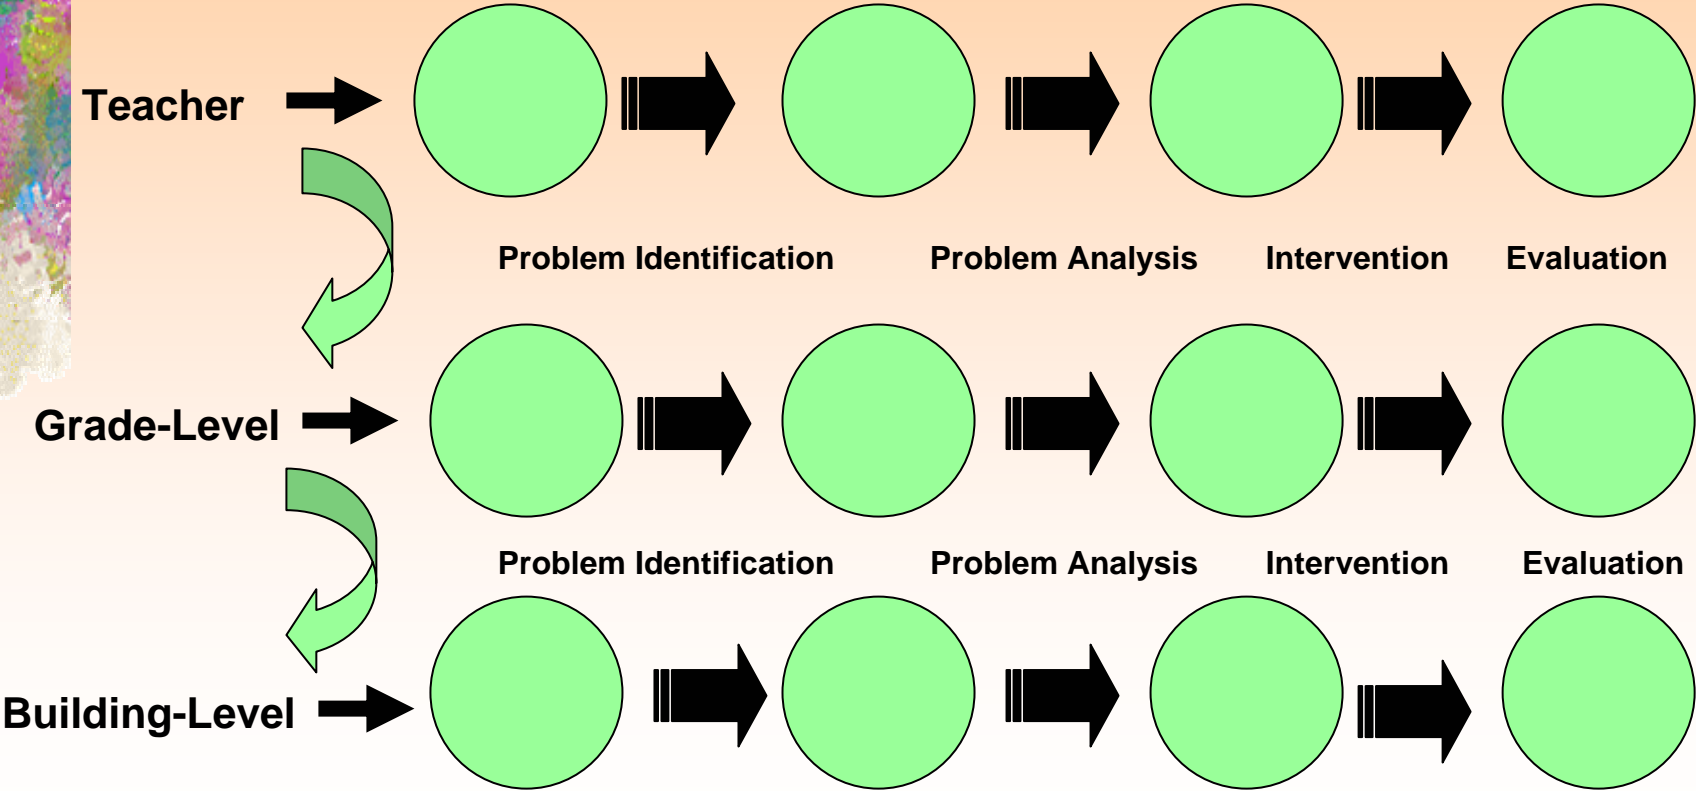 Teacher
Problem Identification Problem Analysis Intervention Evaluation
Grade-Level
Problem Identification Problem Analysis Intervention Evaluation
Building-Level